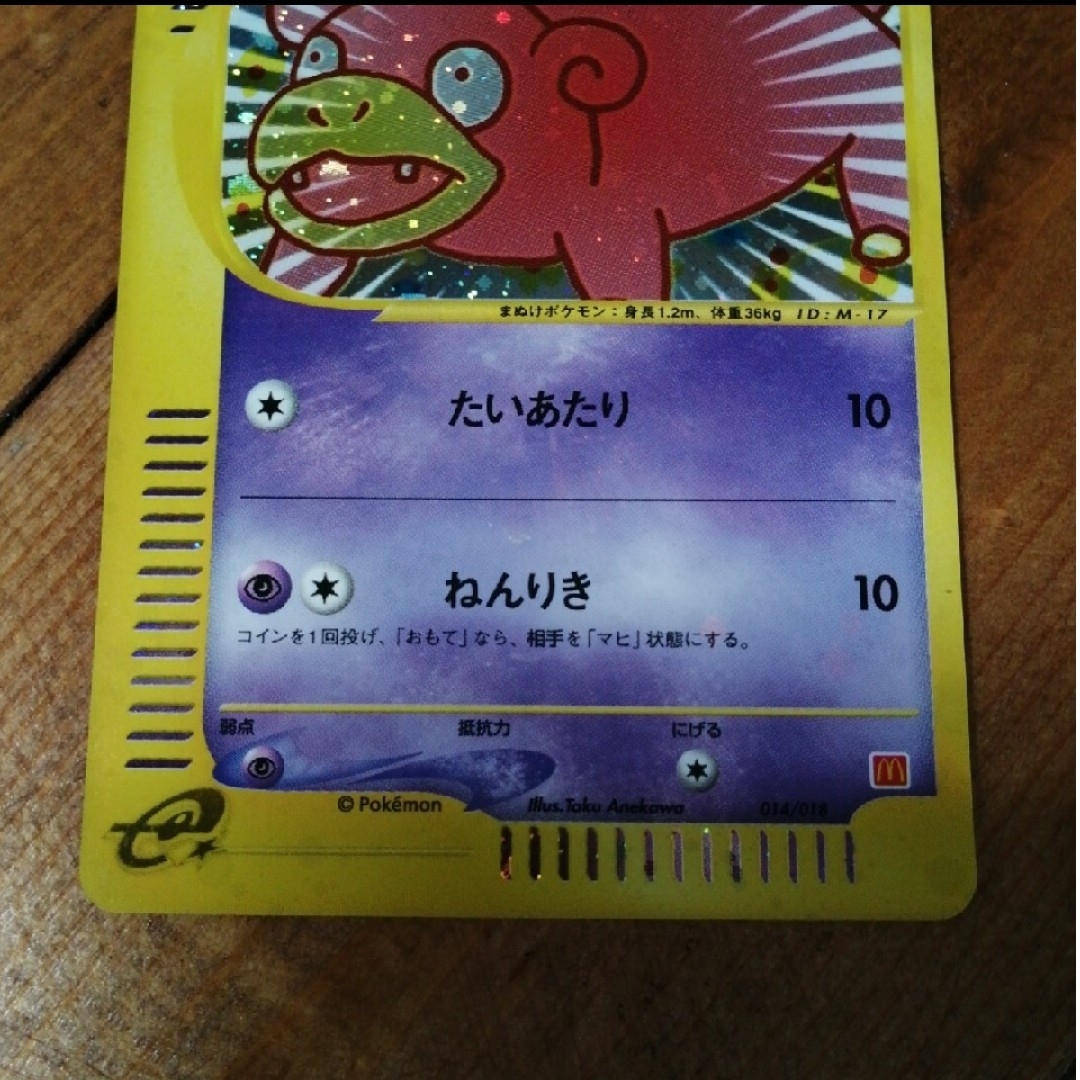 まぬけポケモン：身長1.2m、体重36kg ID：M-17
たいあたり 10
ねんりき 10
コインを1回投げ、「おもて」なら、相手を「マヒ」状態にする。
弱点 抵抗力 にげる
© Pokémon Illus.Taku Anekawa 014/018